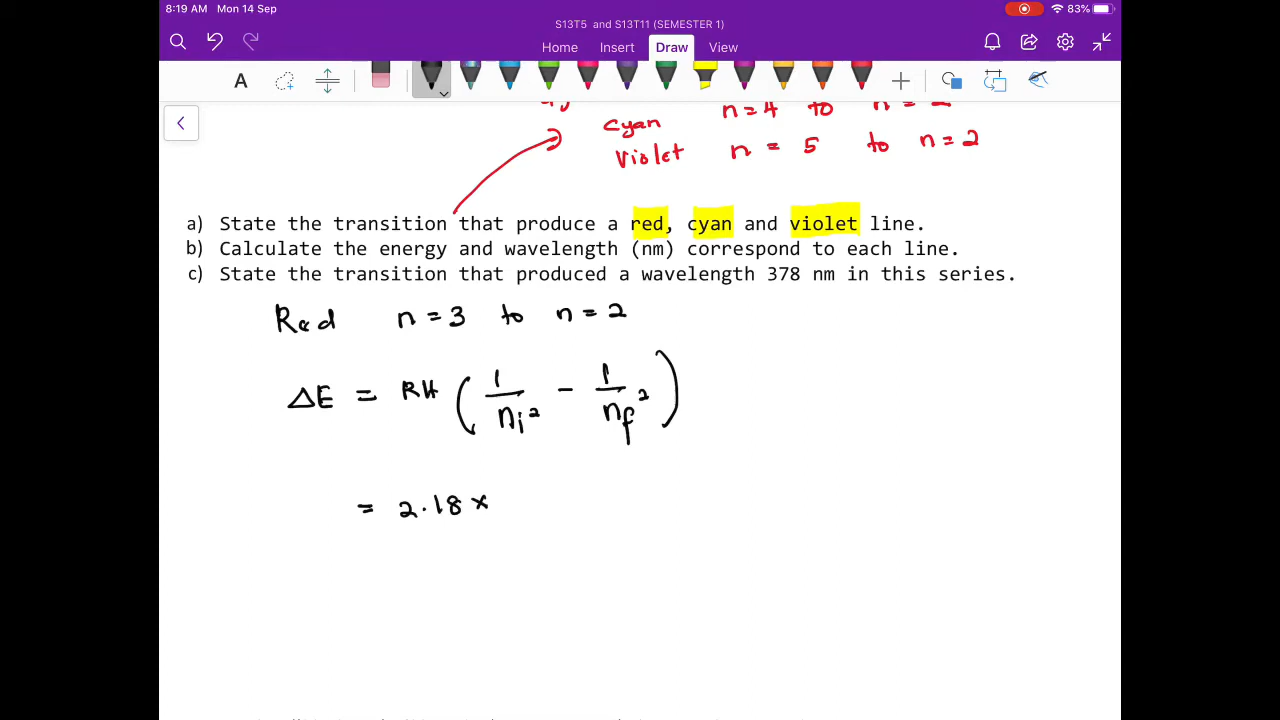 8:19 AM Mon 14 Sep
83%
S13T5 and S13T11 (SEMESTER 1)
Home Insert Draw View
A
Cyan n = 4 to
Violet n = 5 to n = 2
a) State the transition that produce a red, cyan and violet line.
b) Calculate the energy and wavelength (nm) correspond to each line.
c) State the transition that produced a wavelength 378 nm in this series.
Red n = 3 to n = 2
ΔE = RH ( 1/ni² − 1/nf² )
= 2.18 x